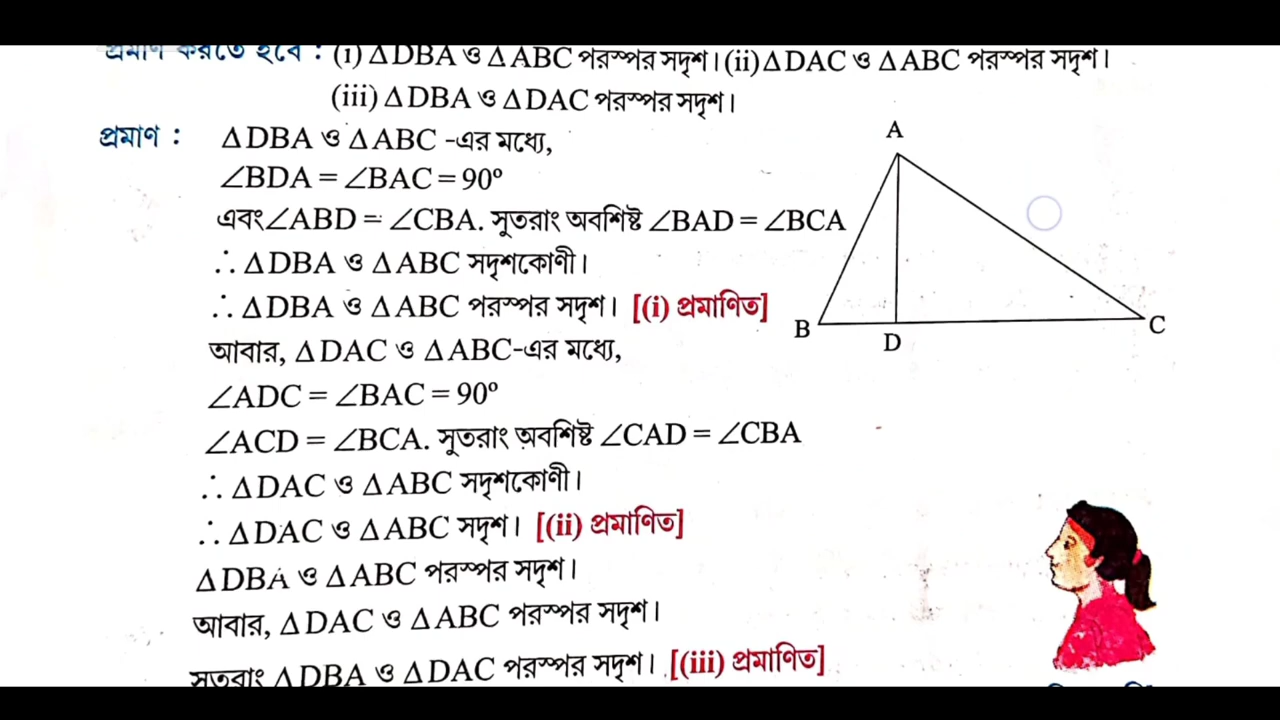 প্রমাণ করতে হবে : (i) ΔDBA ও ΔABC পরস্পর সদৃশ। (ii) ΔDAC ও ΔABC পরস্পর সদৃশ।
(iii) ΔDBA ও ΔDAC পরস্পর সদৃশ।
প্রমাণ : ΔDBA ও ΔABC -এর মধ্যে,
∠BDA = ∠BAC = 90°
এবং ∠ABD = ∠CBA. সুতরাং অবশিষ্ট ∠BAD = ∠BCA
∴ ΔDBA ও ΔABC সদৃশকোণী।
∴ ΔDBA ও ΔABC পরস্পর সদৃশ। [(i) প্রমাণিত]
আবার, ΔDAC ও ΔABC-এর মধ্যে,
∠ADC = ∠BAC = 90°
∠ACD = ∠BCA. সুতরাং অবশিষ্ট ∠CAD = ∠CBA
∴ ΔDAC ও ΔABC সদৃশকোণী।
∴ ΔDAC ও ΔABC সদৃশ। [(ii) প্রমাণিত]
ΔDBA ও ΔABC পরস্পর সদৃশ।
আবার, ΔDAC ও ΔABC পরস্পর সদৃশ।
সুতরাং ΔDBA ও ΔDAC পরস্পর সদৃশ। [(iii) প্রমাণিত]
A
B
D
C